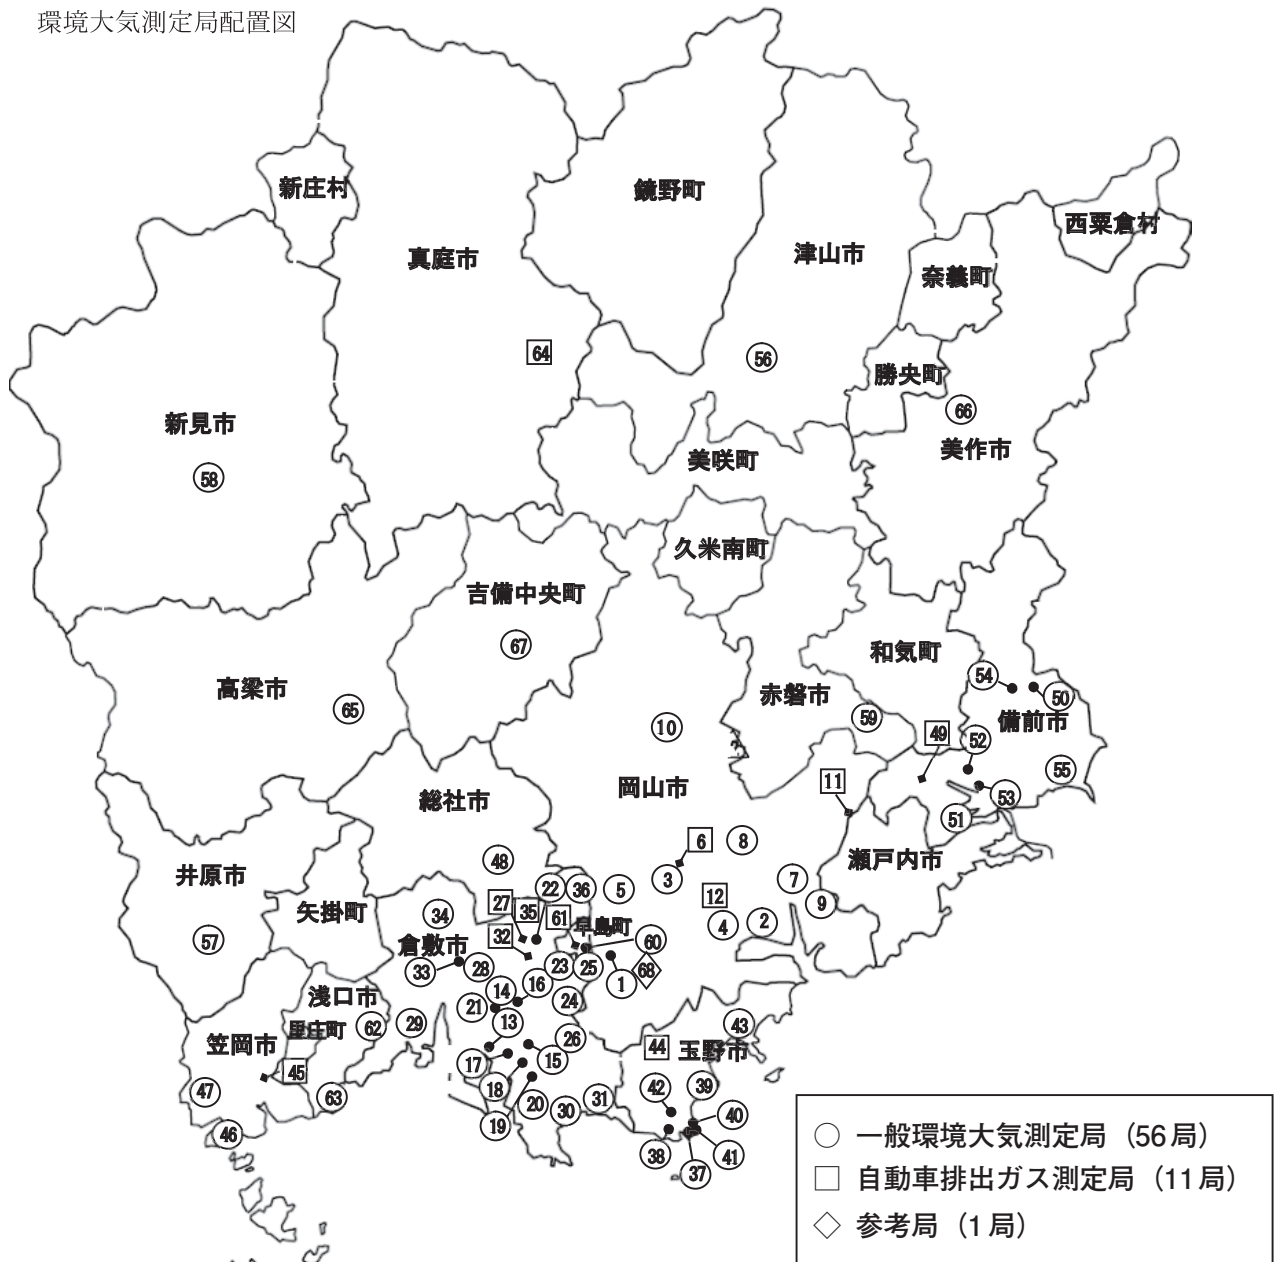 環境大気測定局配置図
新庄村
鏡野町
西粟倉村
真庭市
津山市
奈義町
64
56
勝央町
66
新見市
美作市
58
美咲町
久米南町
吉備中央町
67
和気町
54
50
高梁市
赤磐市
65
59
備前市
10
49
52
55
11
岡山市
53
総社市
51
6
8
瀬戸内市
48
井原市
3
7
22
36
5
27
35
12
9
矢掛町
34
61
早島町
4
2
57
32
60
倉敷市
33
28
23
25
68
16
1
浅口市
14
21
24
里庄町
62
29
13
43
笠岡市
26
44
玉野市
17
15
45
18
42
39
47
63
20
31
30
40
19
46
38
41
37
一般環境大気測定局（56局）
自動車排出ガス測定局（11局）
参考局（1局）